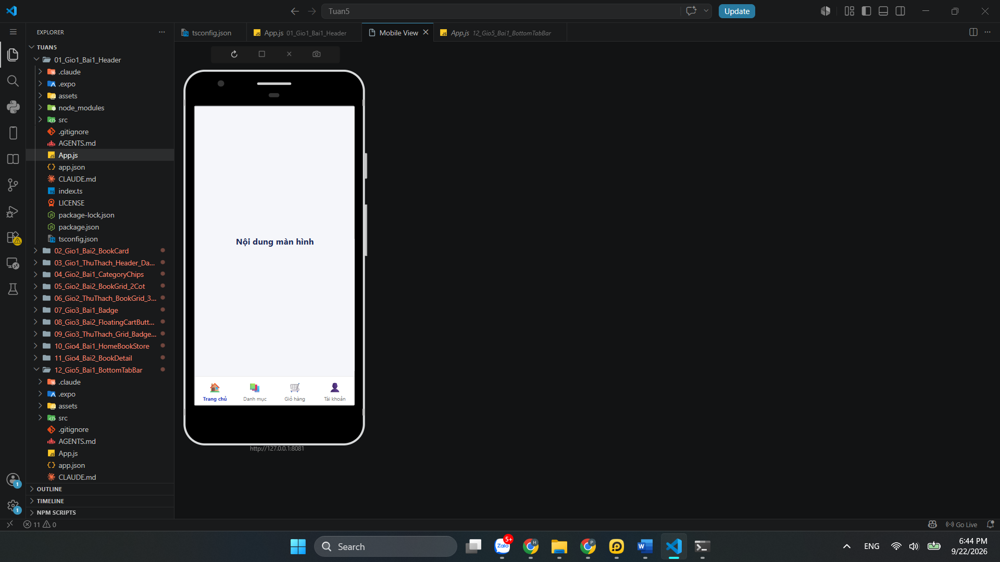 Tuan5
Update
EXPLORER
tsconfig.json
App.js 01_Gio1_Bai1_Header
Mobile View
App.js 12_Gio5_Bai1_BottomTabBar
TUAN5
01_Gio1_Bai1_Header
.claude
.expo
assets
node_modules
src
.gitignore
AGENTS.md
App.js
app.json
CLAUDE.md
index.ts
LICENSE
package-lock.json
package.json
tsconfig.json
02_Gio1_Bai2_BookCard
03_Gio1_ThuThach_Header_Da...
04_Gio2_Bai1_CategoryChips
05_Gio2_Bai2_BookGrid_2Cot
06_Gio2_ThuThach_BookGrid_3...
07_Gio3_Bai1_Badge
08_Gio3_Bai2_FloatingCartButt...
09_Gio3_ThuThach_Grid_Badge...
10_Gio4_Bai1_HomeBookStore
11_Gio4_Bai2_BookDetail
12_Gio5_Bai1_BottomTabBar
.claude
.expo
assets
src
.gitignore
AGENTS.md
App.js
app.json
CLAUDE.md
OUTLINE
TIMELINE
NPM SCRIPTS
Nội dung màn hình
Trang chủ
Danh mục
Giỏ hàng
Tài khoản
http://127.0.0.1:8081
1
1
11 0
Go Live
Search
5+
Zalo
H
P
W
ENG
6:44 PM
9/22/2026